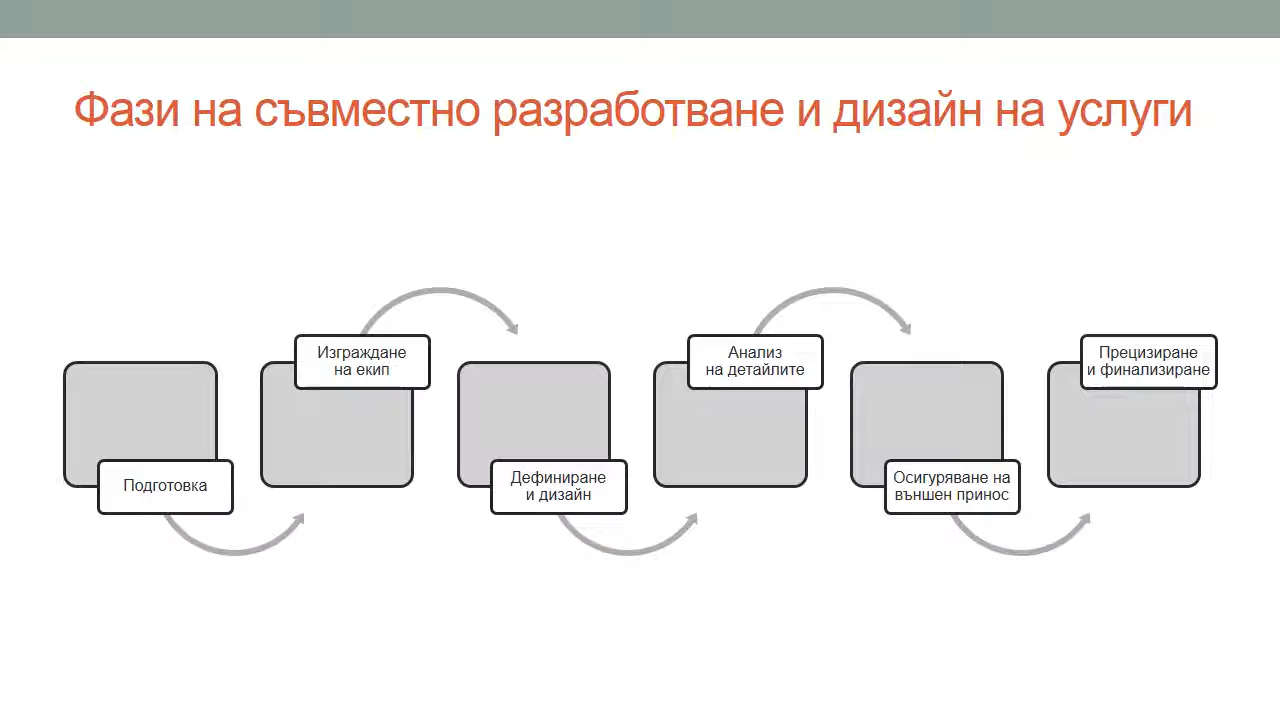 Фази на съвместно разработване и дизайн на услуги
Подготовка
Изграждане
на екип
Дефиниране
и дизайн
Анализ
на детайлите
Осигуряване на
външен принос
Прецизиране
и финализиране